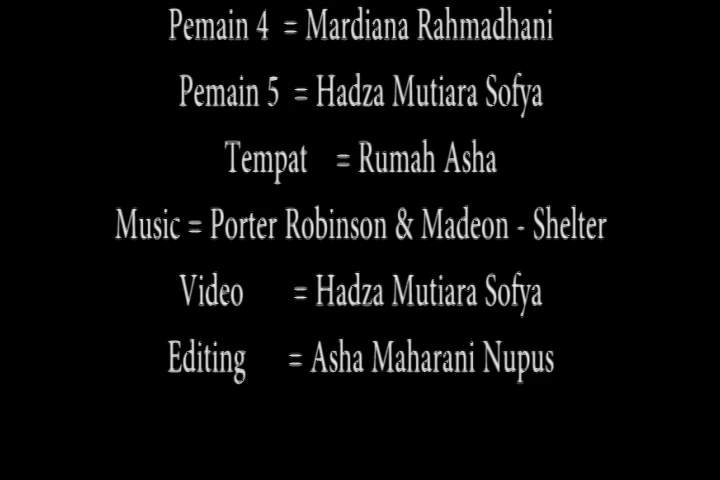 Pemain 4 = Mardiana Rahmadhani
Pemain 5 = Hadza Mutiara Sofya
Tempat = Rumah Asha
Music = Porter Robinson & Madeon - Shelter
Video = Hadza Mutiara Sofya
Editing = Asha Maharani Nupus